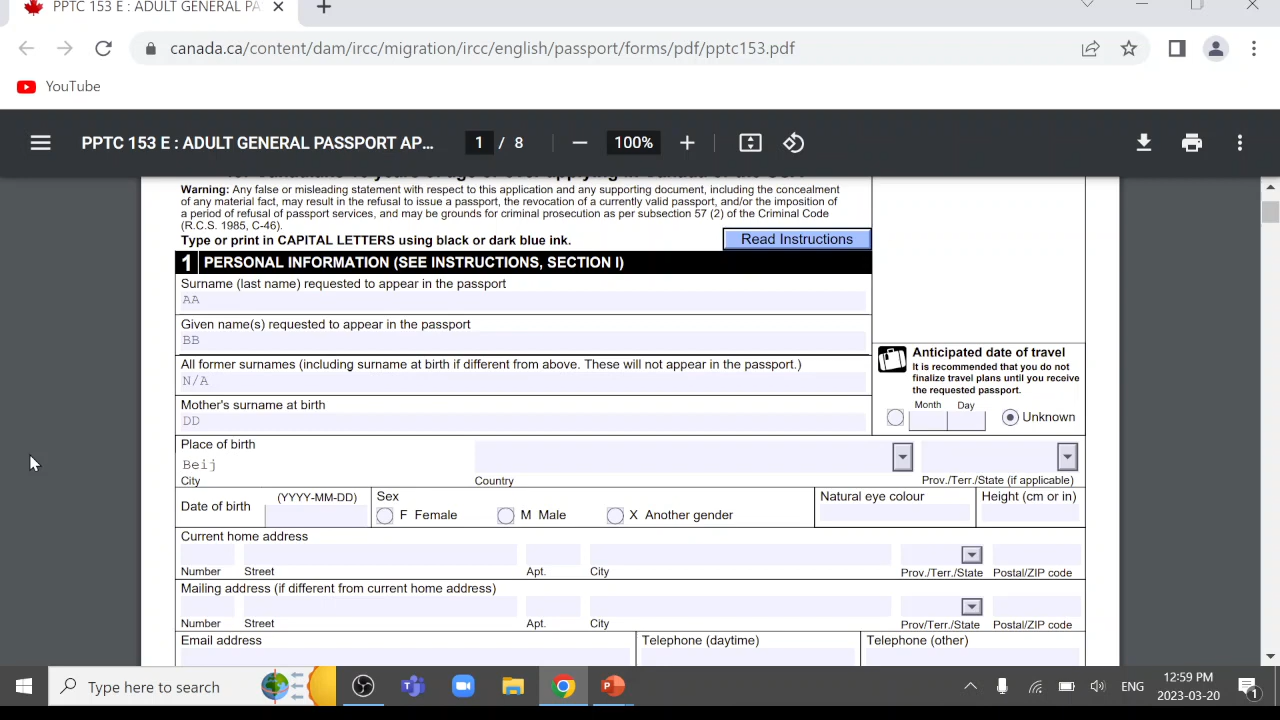 PPTC 153 E : ADULT GENERAL PA
canada.ca/content/dam/ircc/migration/ircc/english/passport/forms/pdf/pptc153.pdf
YouTube
PPTC 153 E : ADULT GENERAL PASSPORT AP...
1 / 8
100%
Warning: Any false or misleading statement with respect to this application and any supporting document, including the concealment
of any material fact, may result in the refusal to issue a passport, the revocation of a currently valid passport, and/or the imposition of
a period of refusal of passport services, and may be grounds for criminal prosecution as per subsection 57 (2) of the Criminal Code
(R.C.S. 1985, C-46).
Type or print in CAPITAL LETTERS using black or dark blue ink.
Read Instructions
1 PERSONAL INFORMATION (SEE INSTRUCTIONS, SECTION I)
Surname (last name) requested to appear in the passport
AA
Given name(s) requested to appear in the passport
BB
All former surnames (including surname at birth if different from above. These will not appear in the passport.)
N/A
Mother's surname at birth
DD
Anticipated date of travel
It is recommended that you do not
finalize travel plans until you receive
the requested passport.
Month Day
Unknown
Place of birth
Beij
City Country Prov./Terr./State (if applicable)
Date of birth (YYYY-MM-DD)
Sex
F Female M Male X Another gender
Natural eye colour
Height (cm or in)
Current home address
Number Street Apt. City Prov./Terr./State Postal/ZIP code
Mailing address (if different from current home address)
Number Street Apt. City Prov/Terr./State Postal/ZIP code
Email address Telephone (daytime) Telephone (other)
Type here to search
ENG
12:59 PM
2023-03-20
1